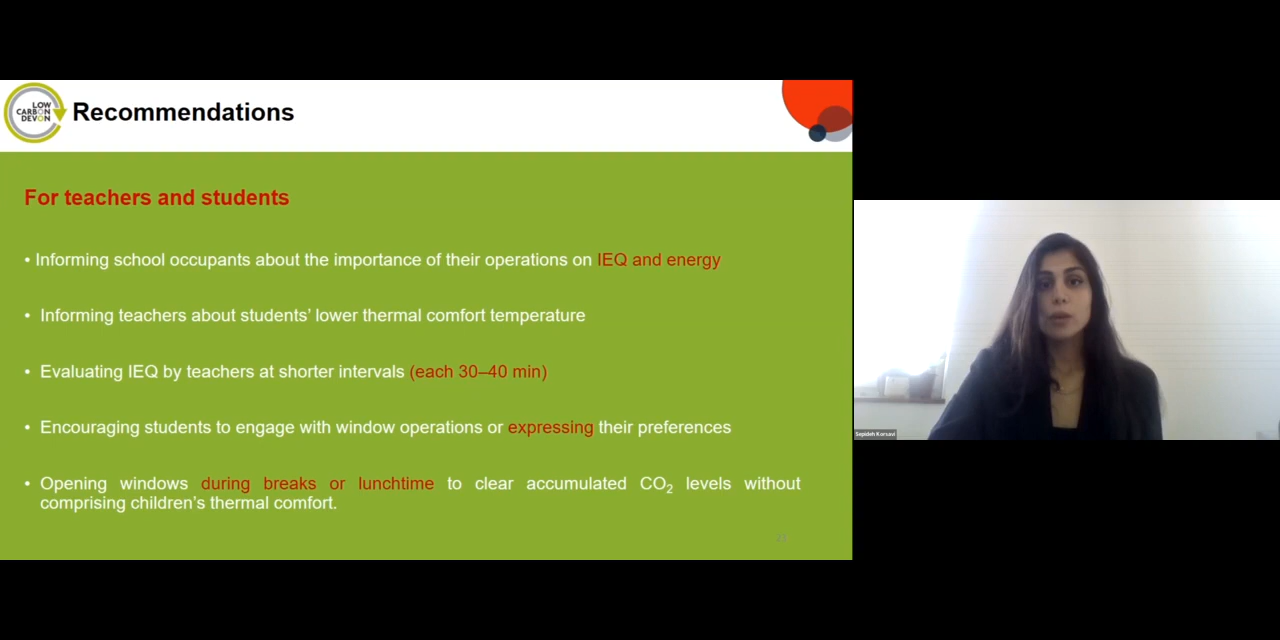 LOW
CARBON
DEVON
Recommendations
For teachers and students
• Informing school occupants about the importance of their operations on IEQ and energy
• Informing teachers about students’ lower thermal comfort temperature
• Evaluating IEQ by teachers at shorter intervals (each 30–40 min)
• Encouraging students to engage with window operations or expressing their preferences
• Opening windows during breaks or lunchtime to clear accumulated CO₂ levels without
comprising children’s thermal comfort.
Sepideh Korsavi